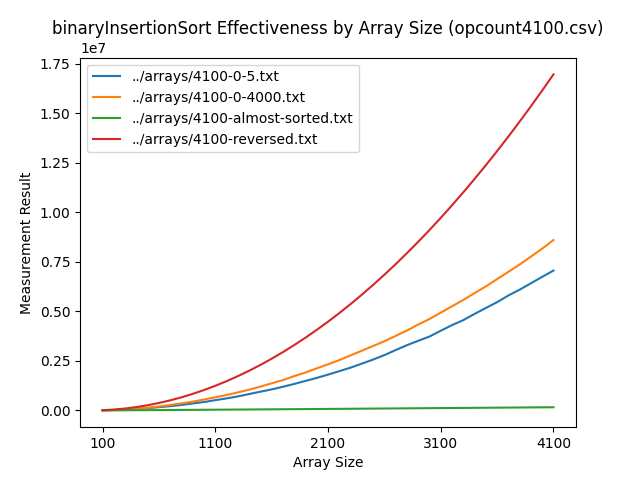 binaryInsertionSort Effectiveness by Array Size (opcount4100.csv)
1e7
../arrays/4100-0-5.txt
../arrays/4100-0-4000.txt
../arrays/4100-almost-sorted.txt
../arrays/4100-reversed.txt
1.75
1.50
1.25
1.00
0.75
0.50
0.25
0.00
Measurement Result
100 1100 2100 3100 4100
Array Size